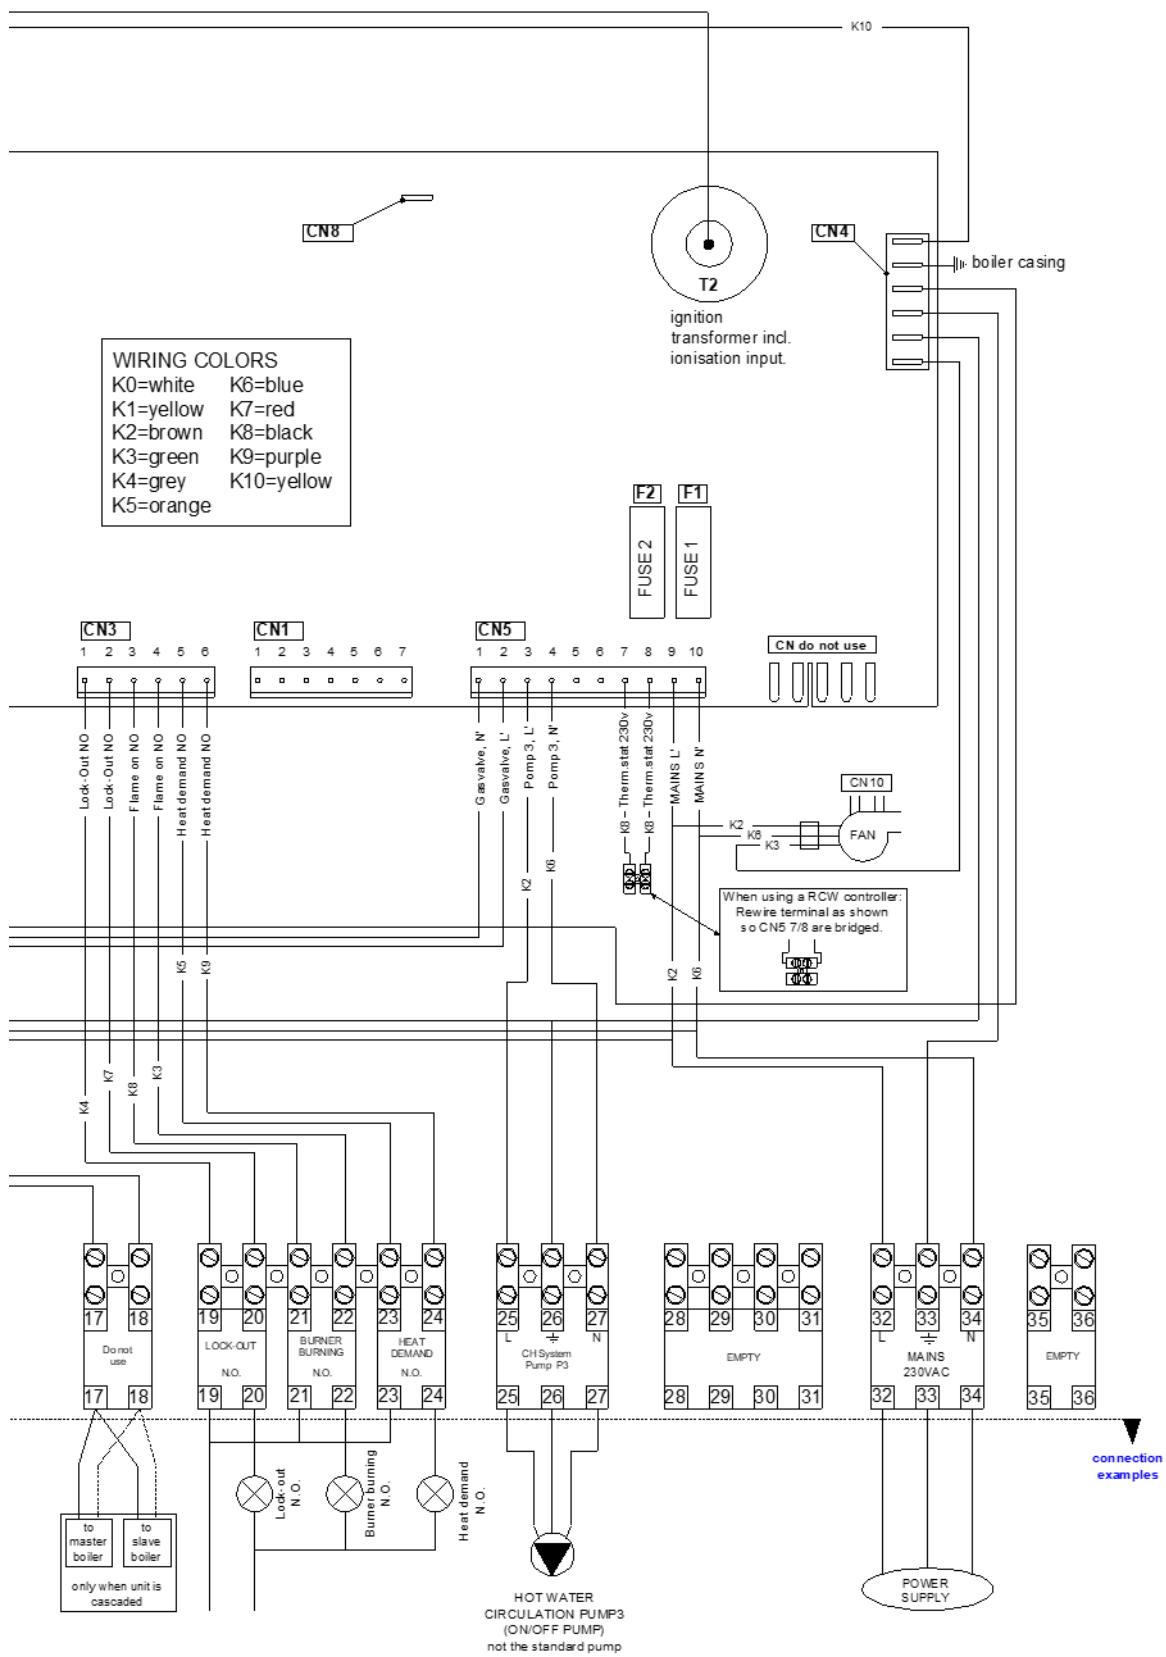 K10
CN8
CN4
boiler casing
T2
ignition
transformer incl.
ionisation input.
WIRING COLORS
K0=white K6=blue
K1=yellow K7=red
K2=brown K8=black
K3=green K9=purple
K4=grey K10=yellow
K5=orange
F2 F1
FUSE 2
FUSE 1
CN3 CN1 CN5
CN do not use
1 2 3 4 5 6
1 2 3 4 5 6 7
1 2 3 4 5 6 7 8 9 10
Lock-Out NO
Lock-Out NO
Flame on NO
Flame on NO
Heat demand NO
Heat demand NO
Gasvalve, N'
Gasvalve, L'
Pomp 3, L'
Pomp 3, N'
K8 – Therm.stat 230v
K8 – Therm.stat 230v
MAINS L'
MAINS N'
CN10
K2
K6
K3
FAN
When using a RCW controller:
Rewire terminal as shown
so CN5 7/8 are bridged.
K2
K6
K5
K9
K2
K6
K4
K7
K8
K3
17 18 19 20 21 22 23 24 25 26 27 28 29 30 31 32 33 34 35 36
L N
L N
Do not
use
LOCK-OUT
N.O.
BURNER
BURNING
N.O.
HEAT
DEMAND
N.O.
CH System
Pump P3
EMPTY
MAINS
230VAC
EMPTY
17 18 19 20 21 22 23 24 25 26 27 28 29 30 31 32 33 34 35 36
connection
examples
Lock-out
N.O.
Burner burning
N.O.
Heat demand
N.O.
to
master
boiler
to
slave
boiler
only when unit is
cascaded
HOT WATER
CIRCULATION PUMP3
(ON/OFF PUMP)
not the standard pump
POWER
SUPPLY